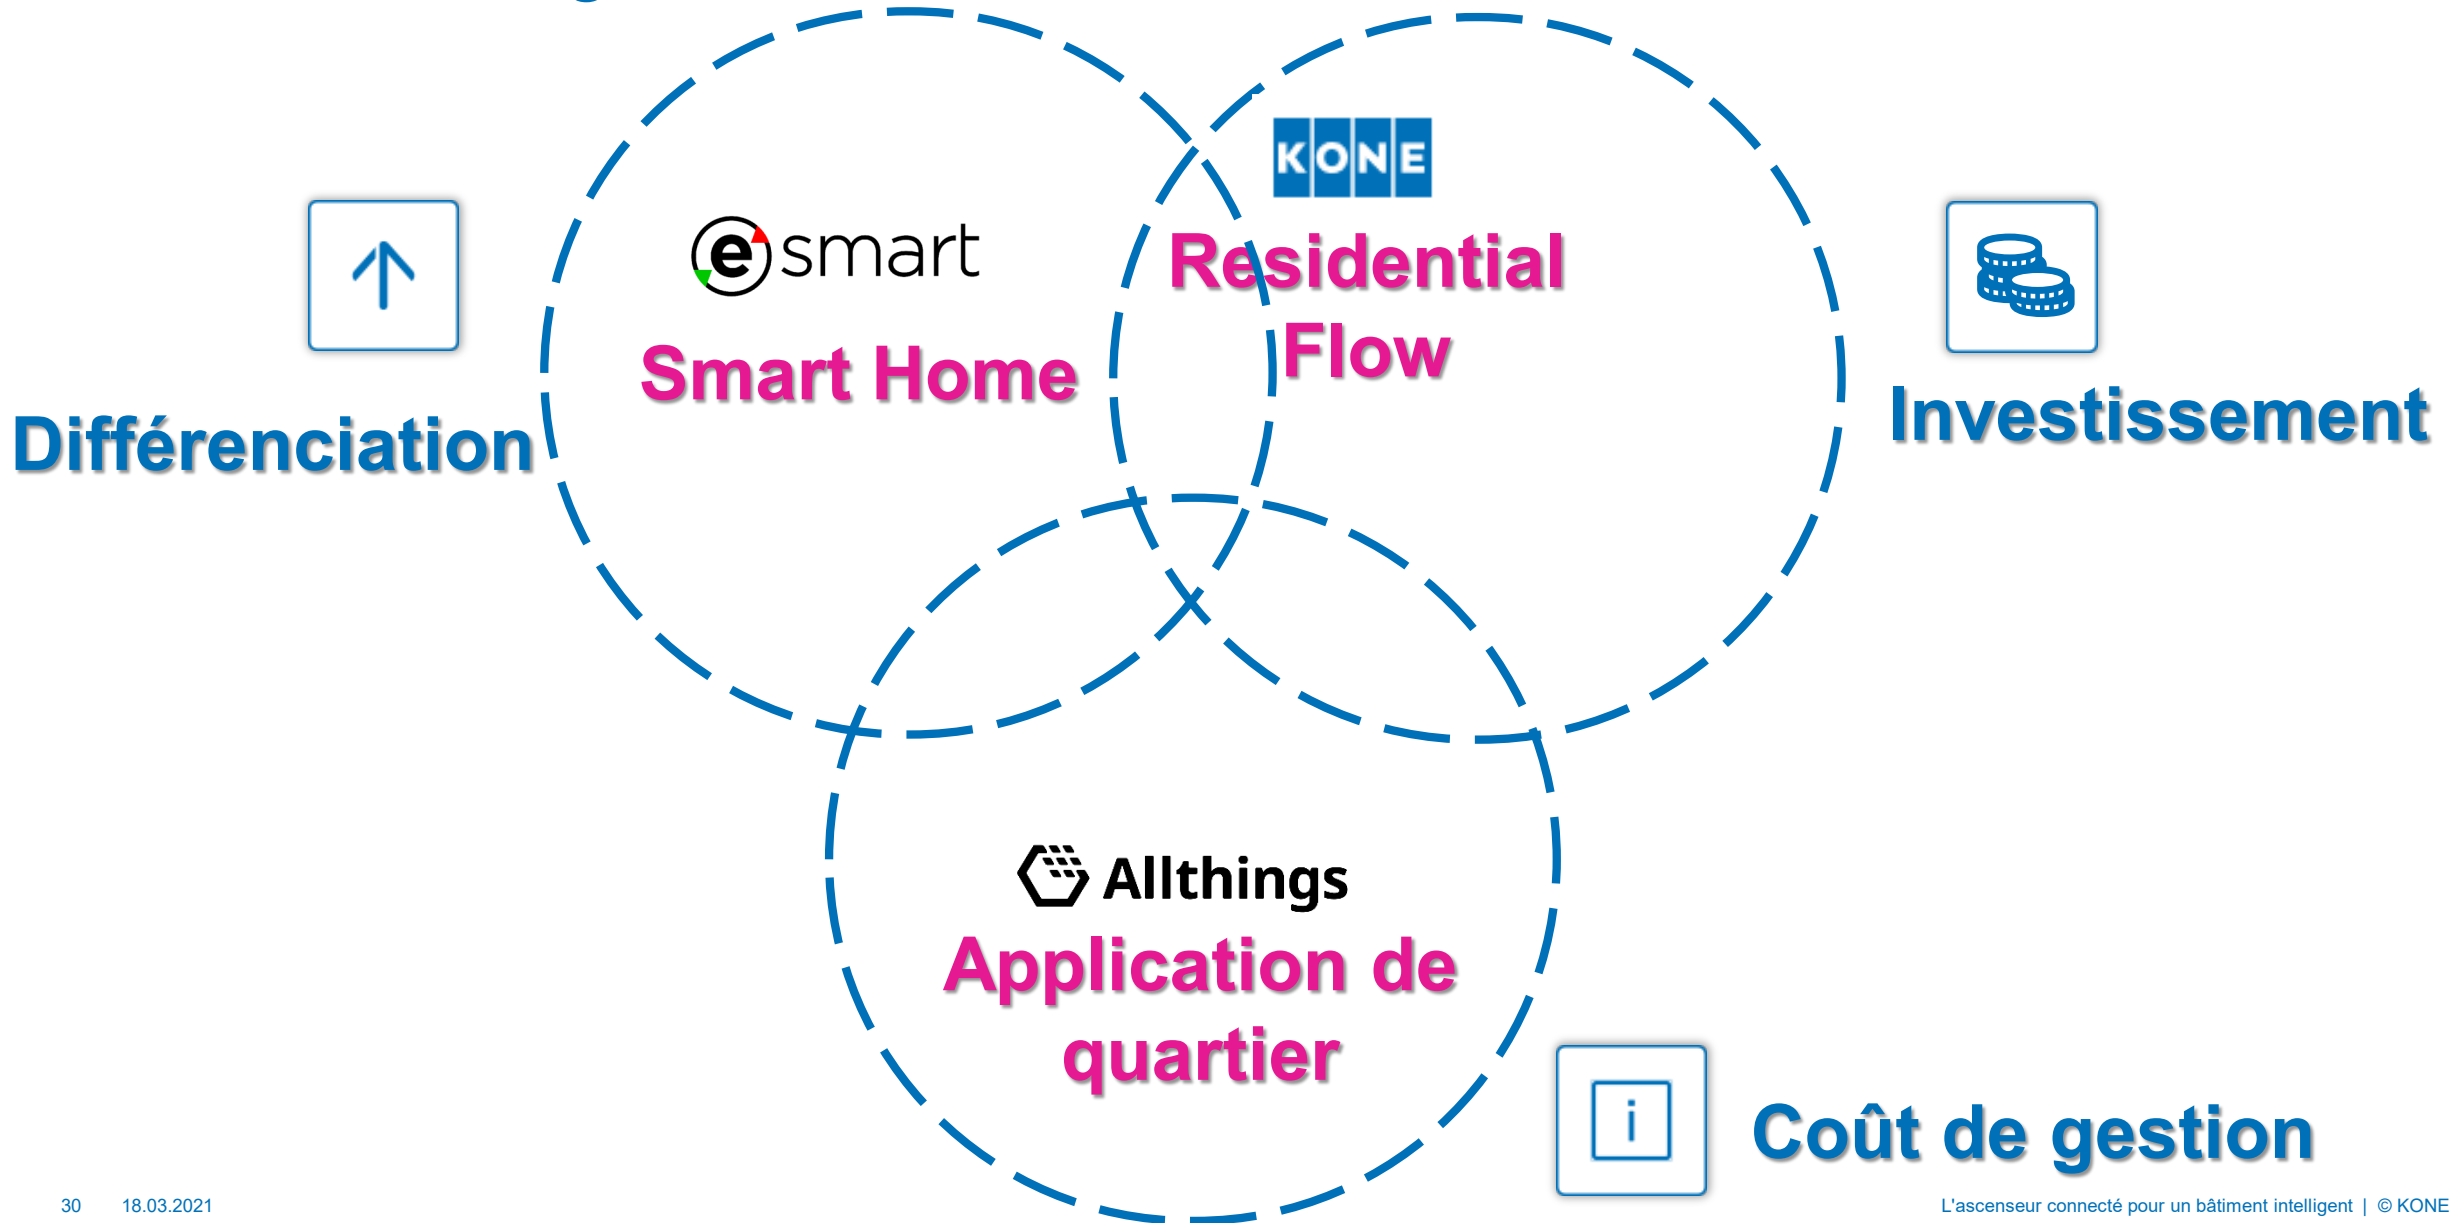 KONE
esmart
Residential
Flow
Smart Home
Différenciation
Investissement
Allthings
Application de
quartier
i
Coût de gestion
30 18.03.2021
L'ascenseur connecté pour un bâtiment intelligent | © KONE